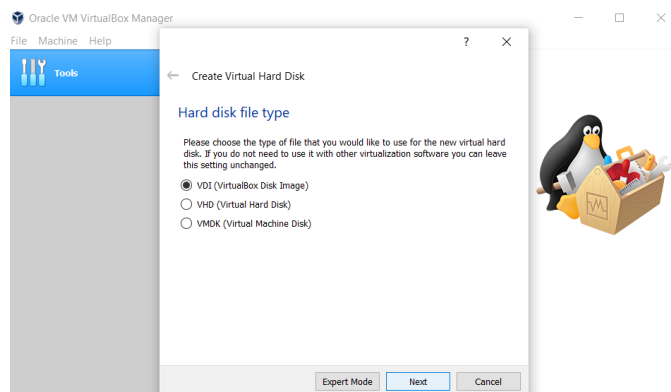 Oracle VM VirtualBox Manager
File Machine Help
Tools
?
Create Virtual Hard Disk
Hard disk file type
Please choose the type of file that you would like to use for the new virtual hard
disk. If you do not need to use it with other virtualization software you can leave
this setting unchanged.
VDI (VirtualBox Disk Image)
VHD (Virtual Hard Disk)
VMDK (Virtual Machine Disk)
Expert Mode Next Cancel